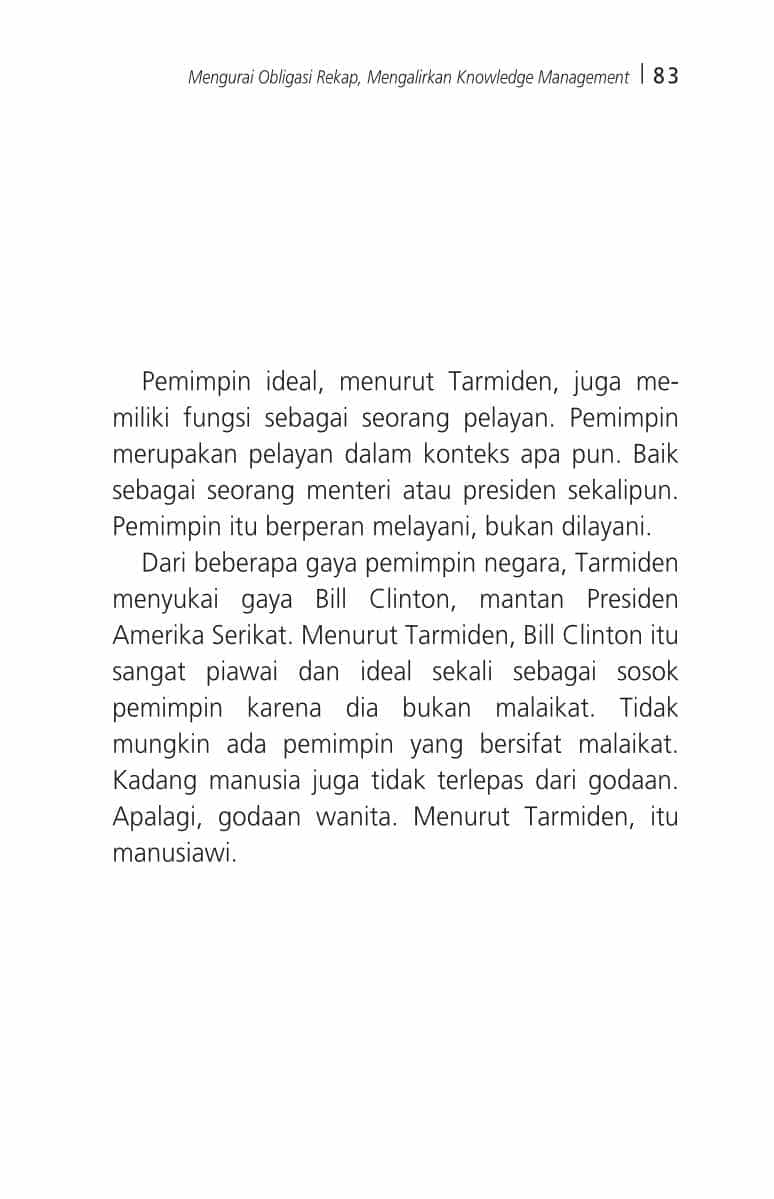 Mengurai Obligasi Rekap, Mengalirkan Knowledge Management | 83
Pemimpin ideal, menurut Tarmiden, juga me-
miliki fungsi sebagai seorang pelayan. Pemimpin
merupakan pelayan dalam konteks apa pun. Baik
sebagai seorang menteri atau presiden sekalipun.
Pemimpin itu berperan melayani, bukan dilayani.
Dari beberapa gaya pemimpin negara, Tarmiden
menyukai gaya Bill Clinton, mantan Presiden
Amerika Serikat. Menurut Tarmiden, Bill Clinton itu
sangat piawai dan ideal sekali sebagai sosok
pemimpin karena dia bukan malaikat. Tidak
mungkin ada pemimpin yang bersifat malaikat.
Kadang manusia juga tidak terlepas dari godaan.
Apalagi, godaan wanita. Menurut Tarmiden, itu
manusiawi.